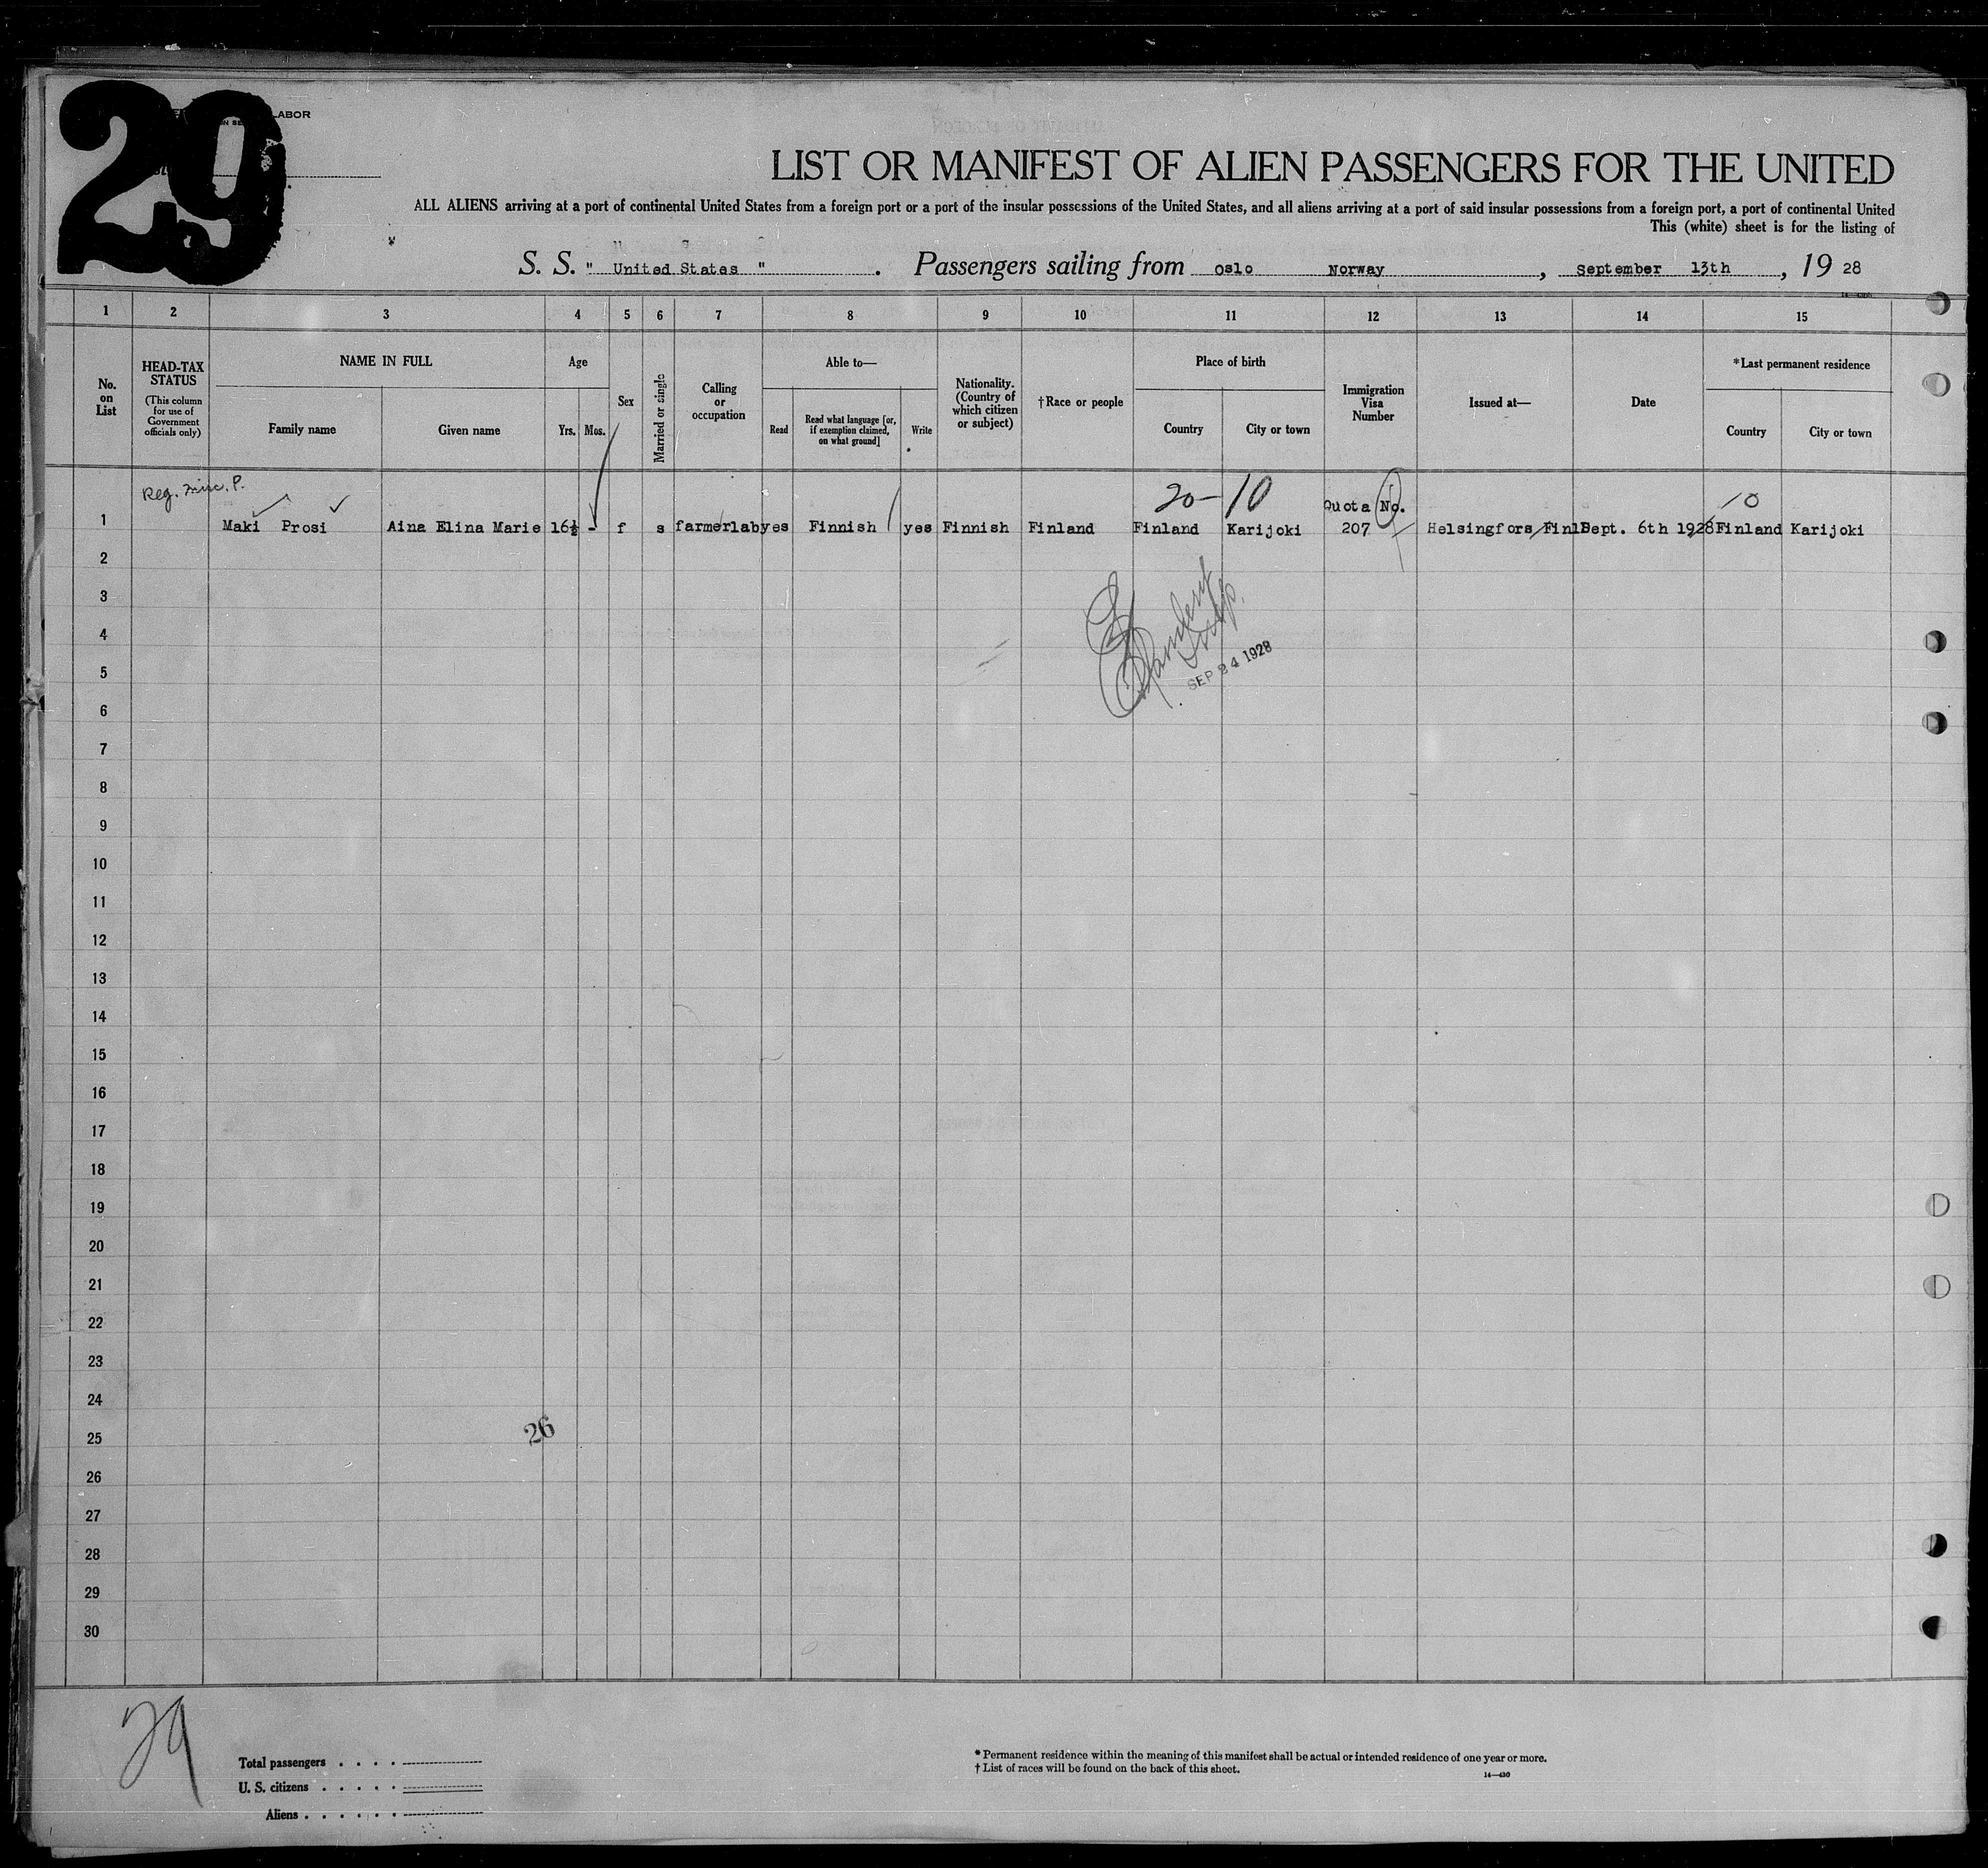 29
LABOR
LIST OR MANIFEST OF ALIEN PASSENGERS FOR THE UNITED
ALL ALIENS arriving at a port of continental United States from a foreign port or a port of the insular possessions of the United States, and all aliens arriving at a port of said insular possessions from a foreign port, a port of continental United
This (white) sheet is for the listing of
S. S. " United States " . Passengers sailing from Oslo Norway , September 13th , 19 28
1 2 3 4 5 6 7 8 9 10 11 12 13 14 15
No. on List
HEAD-TAX STATUS
(This column for use of Government officials only)
NAME IN FULL
Family name
Given name
Age
Yrs.
Mos.
Sex
Married or single
Calling or occupation
Able to—
Read
Read what language [or, if exemption claimed, on what ground]
Write
Nationality. (Country of which citizen or subject)
†Race or people
Place of birth
Country
City or town
Immigration Visa Number
Issued at—
Date
*Last permanent residence
Country
City or town
Reg. Misc. P.
20-10
Quota No.
10
1 Maki Prosi Aina Elina Marie 16½ - f s farmerlab yes Finnish yes Finnish Finland Finland Karijoki 207 Helsingfors/Finl Sept. 6th 1928 Finland Karijoki
2
3
4
5
SEP 24 1928
6
7
8
9
10
11
12
13
14
15
16
17
18
19
20
21
22
23
24
25
26
26
27
28
29
30
29
Total passengers . . . .
U. S. citizens . . . . .
Aliens . . . . . .
* Permanent residence within the meaning of this manifest shall be actual or intended residence of one year or more.
† List of races will be found on the back of this sheet.
14—430